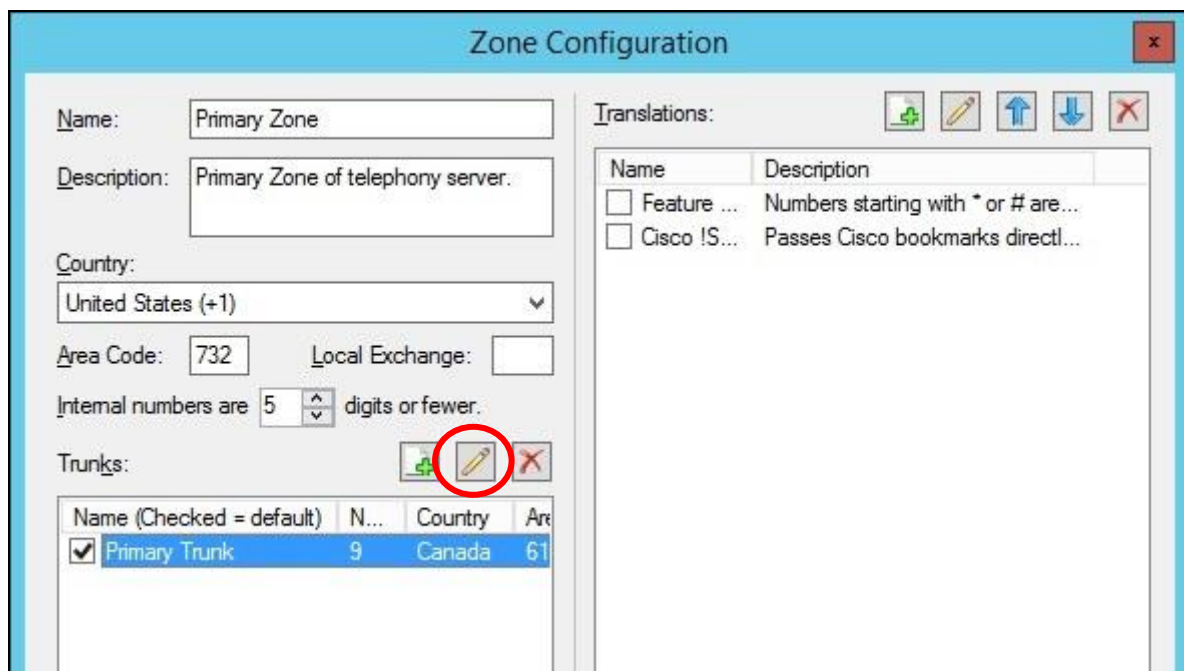 Zone Configuration
x
Name:
Primary Zone
Description:
Primary Zone of telephony server.
Country:
United States (+1)
Area Code:
732
Local Exchange:
Internal numbers are 5 digits or fewer.
Trunks:
Name (Checked = default) N... Country Are
Primary Trunk 9 Canada 61
Translations:
Name Description
Feature ... Numbers starting with * or # are...
Cisco !S... Passes Cisco bookmarks directl...